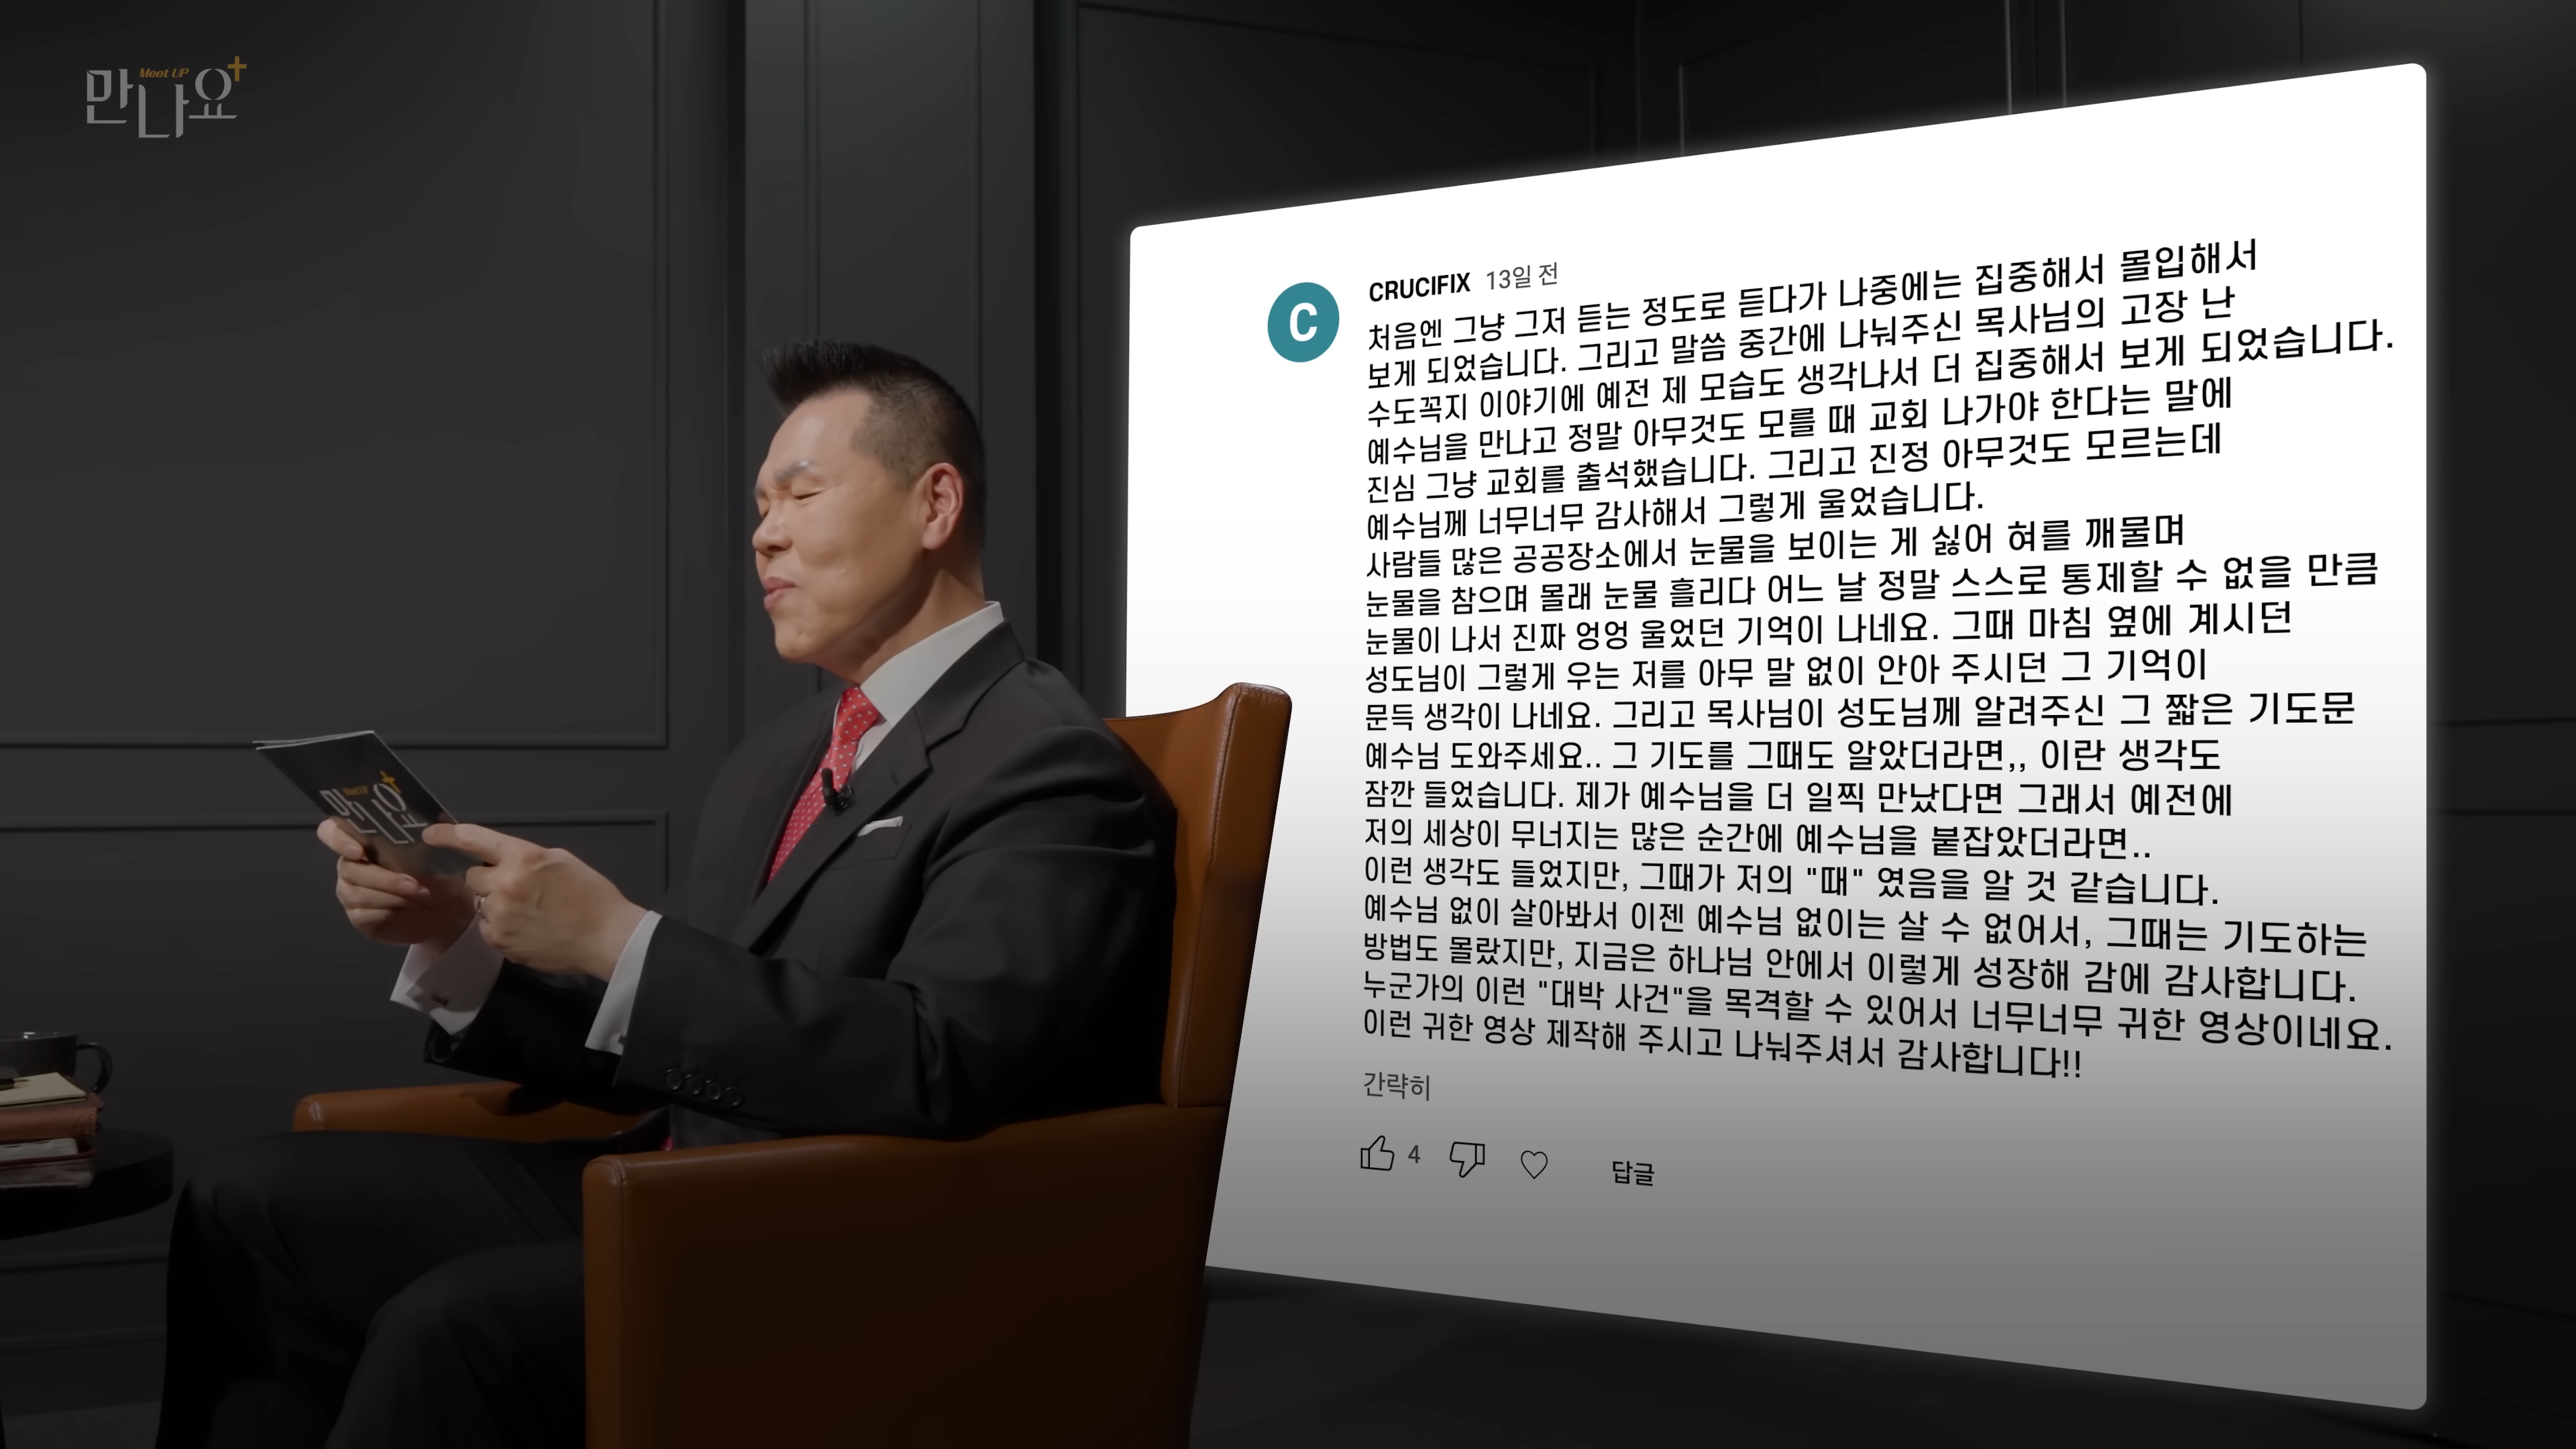 만나요
Meet UP
CRUCIFIX 13일 전
C
처음엔 그냥 그저 듣는 정도로 듣다가 나중에는 집중해서 몰입해서
보게 되었습니다. 그리고 말씀 중간에 나눠주신 목사님의 고장 난
수도꼭지 이야기에 예전 제 모습도 생각나서 더 집중해서 보게 되었습니다.
예수님을 만나고 정말 아무것도 모를 때 교회 나가야 한다는 말에
진심 그냥 교회를 출석했습니다. 그리고 진정 아무것도 모르는데
예수님께 너무너무 감사해서 그렇게 울었습니다.
사람들 많은 공공장소에서 눈물을 보이는 게 싫어 혀를 깨물며
눈물을 참으며 몰래 눈물 흘리다 어느 날 정말 스스로 통제할 수 없을 만큼
눈물이 나서 진짜 엉엉 울었던 기억이 나네요. 그때 마침 옆에 계시던
성도님이 그렇게 우는 저를 아무 말 없이 안아 주시던 그 기억이
문득 생각이 나네요. 그리고 목사님이 성도님께 알려주신 그 짧은 기도문
예수님 도와주세요.. 그 기도를 그때도 알았더라면,, 이란 생각도
잠깐 들었습니다. 제가 예수님을 더 일찍 만났다면 그래서 예전에
저의 세상이 무너지는 많은 순간에 예수님을 붙잡았더라면..
이런 생각도 들었지만, 그때가 저의 "때" 였음을 알 것 같습니다.
예수님 없이 살아봐서 이젠 예수님 없이는 살 수 없어서, 그때는 기도하는
방법도 몰랐지만, 지금은 하나님 안에서 이렇게 성장해 감에 감사합니다.
누군가의 이런 "대박 사건"을 목격할 수 있어서 너무너무 귀한 영상이네요.
이런 귀한 영상 제작해 주시고 나눠주셔서 감사합니다!!
간략히
4 답글
만나요
Meet UP